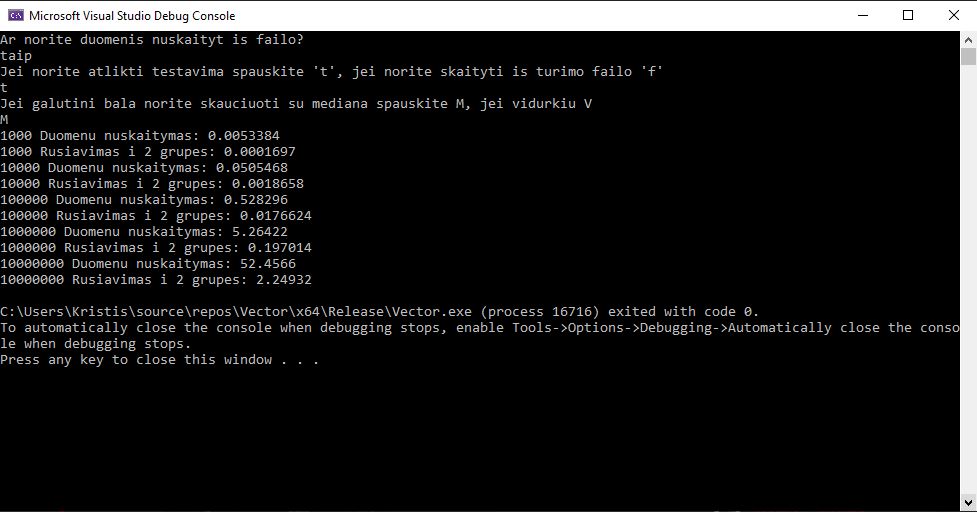 Microsoft Visual Studio Debug Console
Ar norite duomenis nuskaityt is failo?
taip
Jei norite atlikti testavima spauskite 't', jei norite skaityti is turimo failo 'f'
t
Jei galutini bala norite skauciuoti su mediana spauskite M, jei vidurkiu V
M
1000 Duomenu nuskaitymas: 0.0053384
1000 Rusiavimas i 2 grupes: 0.0001697
10000 Duomenu nuskaitymas: 0.0505468
10000 Rusiavimas i 2 grupes: 0.0018658
100000 Duomenu nuskaitymas: 0.528296
100000 Rusiavimas i 2 grupes: 0.0176624
1000000 Duomenu nuskaitymas: 5.26422
1000000 Rusiavimas i 2 grupes: 0.197014
10000000 Duomenu nuskaitymas: 52.4566
10000000 Rusiavimas i 2 grupes: 2.24932
C:\Users\Kristis\source\repos\Vector\x64\Release\Vector.exe (process 16716) exited with code 0.
To automatically close the console when debugging stops, enable Tools->Options->Debugging->Automatically close the conso
le when debugging stops.
Press any key to close this window . . .